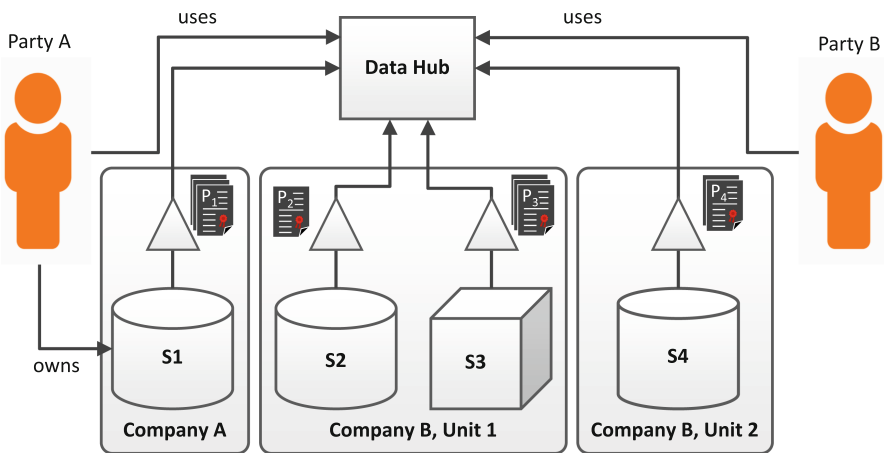 uses
uses
Party A
Party B
Data Hub
P1
P2
P3
P4
S1
S2
S3
S4
owns
Company A
Company B, Unit 1
Company B, Unit 2